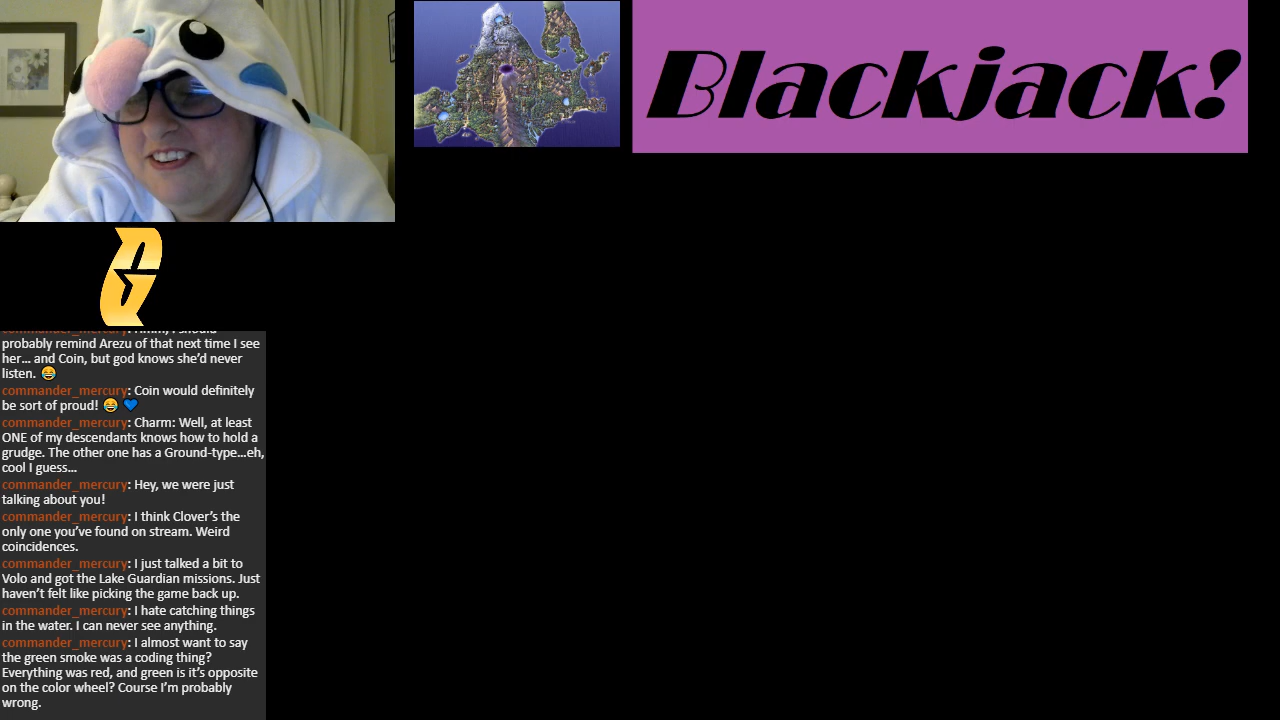 Blackjack!
commander_mercury: Hmm, I should
probably remind Arezu of that next time I see
her... and Coin, but god knows she'd never
listen. 😂
commander_mercury: Coin would definitely
be sort of proud! 😂 💙
commander_mercury: Charm: Well, at least
ONE of my descendants knows how to hold a
grudge. The other one has a Ground-type...eh,
cool I guess...
commander_mercury: Hey, we were just
talking about you!
commander_mercury: I think Clover's the
only one you've found on stream. Weird
coincidences.
commander_mercury: I just talked a bit to
Volo and got the Lake Guardian missions. Just
haven't felt like picking the game back up.
commander_mercury: I hate catching things
in the water. I can never see anything.
commander_mercury: I almost want to say
the green smoke was a coding thing?
Everything was red, and green is it's opposite
on the color wheel? Course I'm probably
wrong.